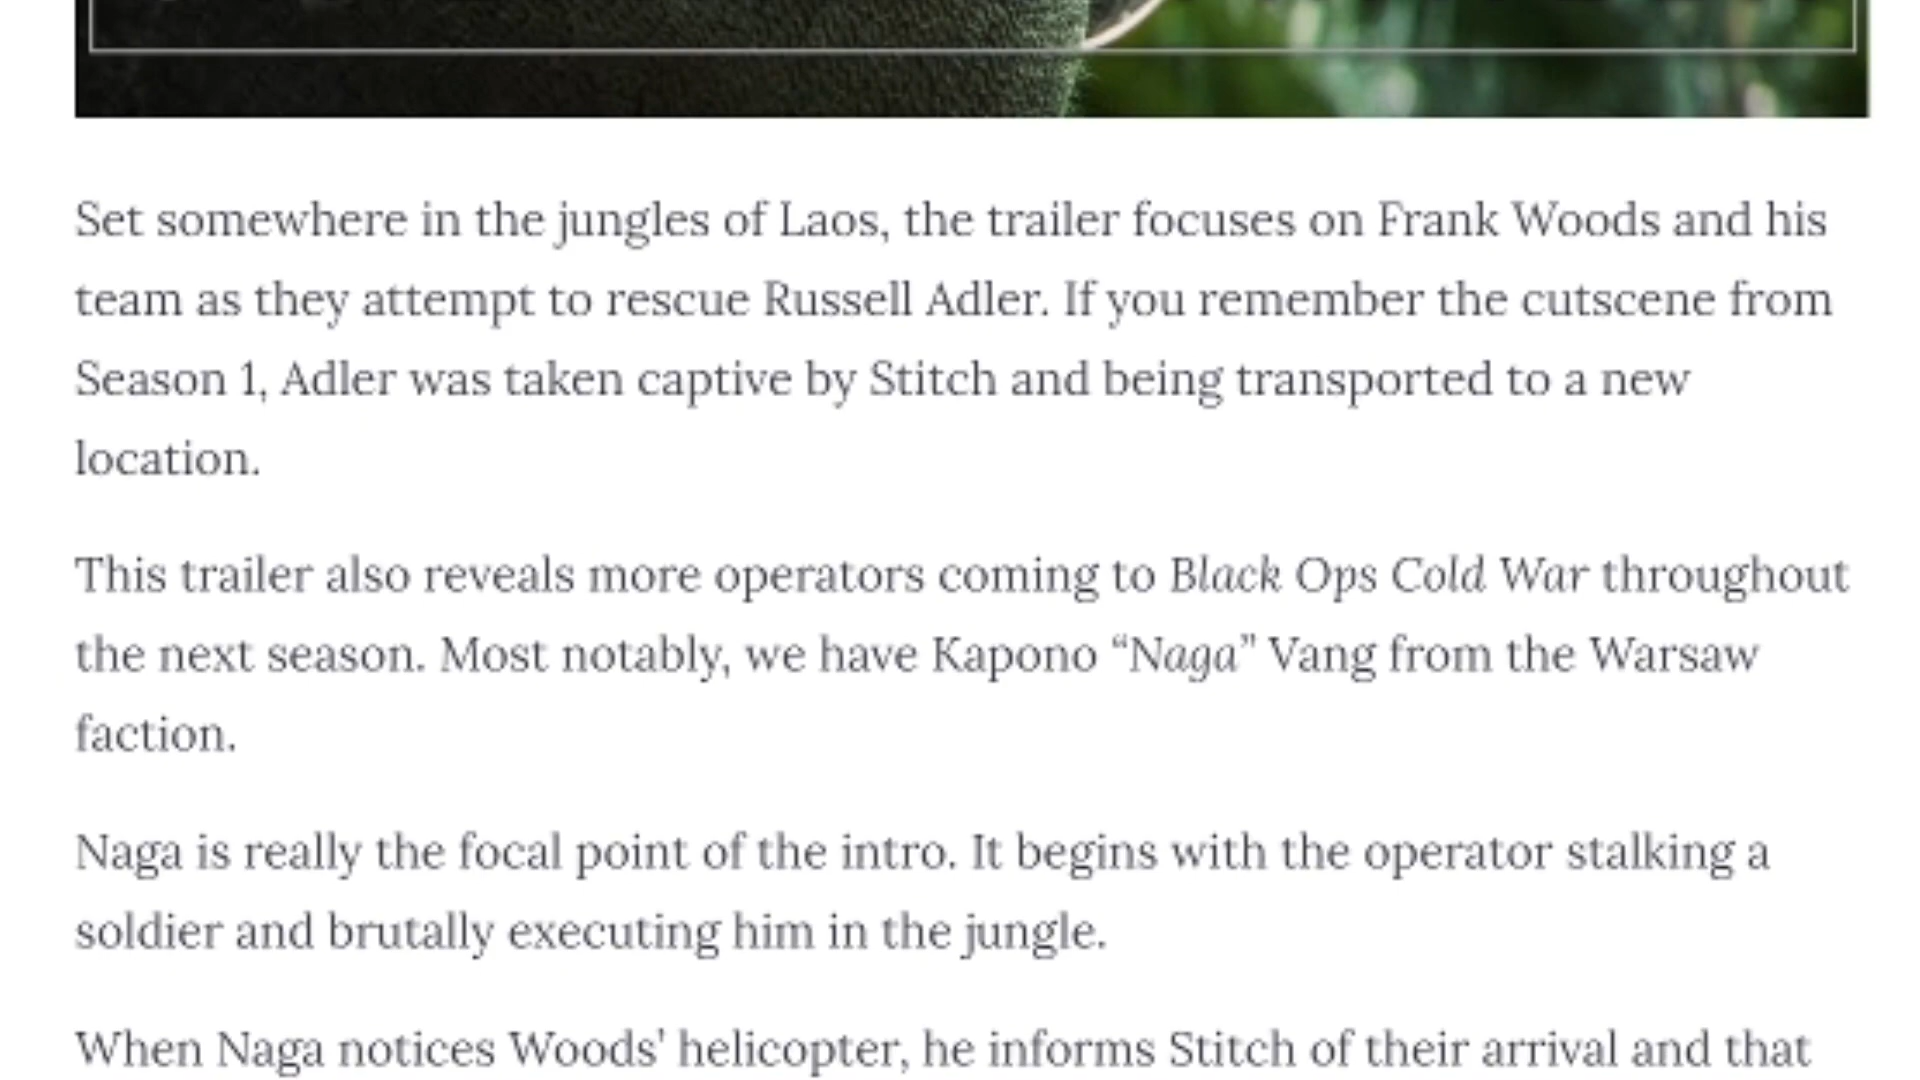 Set somewhere in the jungles of Laos, the trailer focuses on Frank Woods and his
team as they attempt to rescue Russell Adler. If you remember the cutscene from
Season 1, Adler was taken captive by Stitch and being transported to a new
location.
This trailer also reveals more operators coming to Black Ops Cold War throughout
the next season. Most notably, we have Kapono “Naga” Vang from the Warsaw
faction.
Naga is really the focal point of the intro. It begins with the operator stalking a
soldier and brutally executing him in the jungle.
When Naga notices Woods’ helicopter, he informs Stitch of their arrival and that